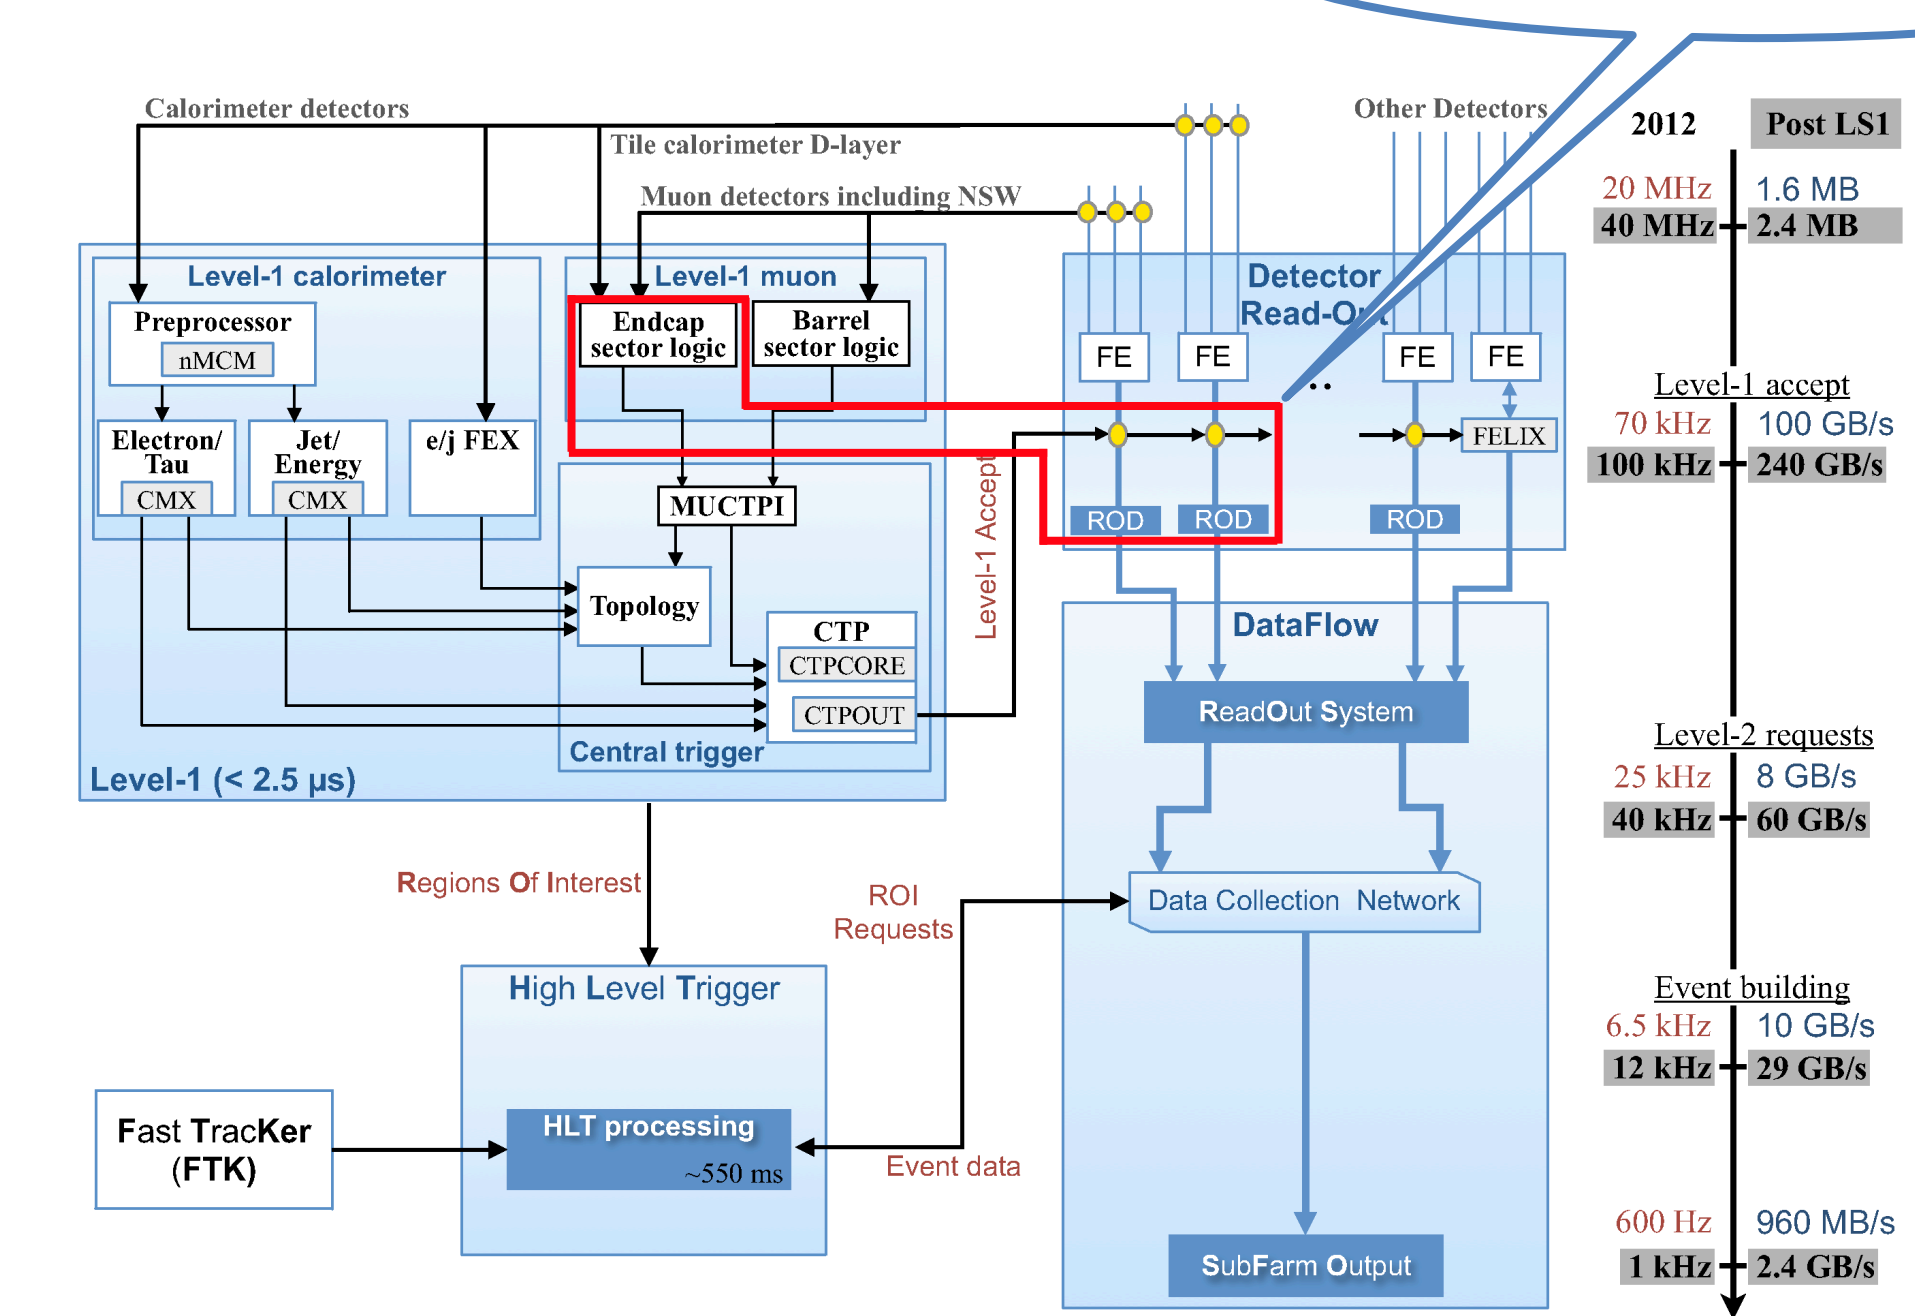 Calorimeter detectors
Tile calorimeter D-layer
Muon detectors including NSW
Other Detectors
2012
Post LS1
20 MHz
1.6 MB
40 MHz
2.4 MB
Level-1 calorimeter
Level-1 muon
Detector
Read-Out
Preprocessor
nMCM
Endcap
sector logic
Barrel
sector logic
FE
FE
FE
FE
..
Level-1 accept
70 kHz
100 GB/s
100 kHz
240 GB/s
Electron/
Tau
CMX
Jet/
Energy
CMX
e/j FEX
FELIX
MUCTPI
ROD
ROD
ROD
Level-1 Accept
Topology
CTP
CTPCORE
CTPOUT
Central trigger
Level-1 (< 2.5 µs)
DataFlow
ReadOut System
Level-2 requests
25 kHz
8 GB/s
40 kHz
60 GB/s
Regions Of Interest
ROI
Requests
Data Collection Network
High Level Trigger
Event building
6.5 kHz
10 GB/s
12 kHz
29 GB/s
Fast TracKer
(FTK)
HLT processing
~550 ms
Event data
600 Hz
960 MB/s
SubFarm Output
1 kHz
2.4 GB/s